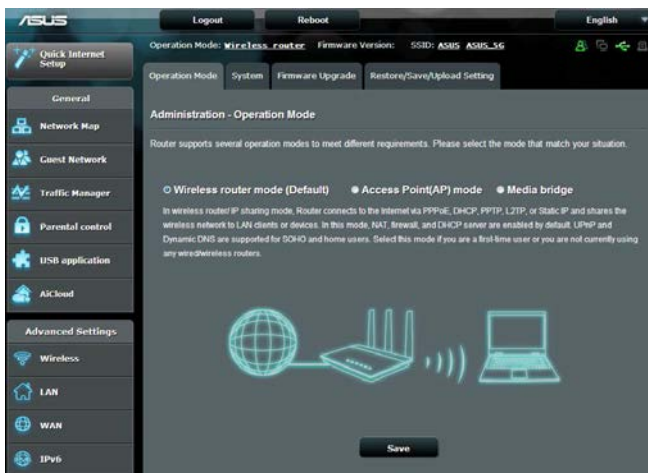 ASUS
Logout
Reboot
English
Operation Mode: Wireless router Firmware Version: SSID: ASUS ASUS_5G
Quick Internet
Setup
General
Network Map
Guest Network
Traffic Manager
Parental control
USB application
AiCloud
Advanced Settings
Wireless
LAN
WAN
IPv6
Operation Mode
System
Firmware Upgrade
Restore/Save/Upload Setting
Administration - Operation Mode
Router supports several operation modes to meet different requirements. Please select the mode that match your situation.
Wireless router mode (Default)
Access Point(AP) mode
Media bridge
In wireless router/ IP sharing mode, Router connects to the Internet via PPPoE, DHCP, PPTP, L2TP, or Static IP and shares the
wireless network to LAN clients or devices. In this mode, NAT, firewall, and DHCP server are enabled by default. UPnP and
Dynamic DNS are supported for SOHO and home users. Select this mode if you are a first-time user or you are not currently using
any wired/wireless routers.
Save